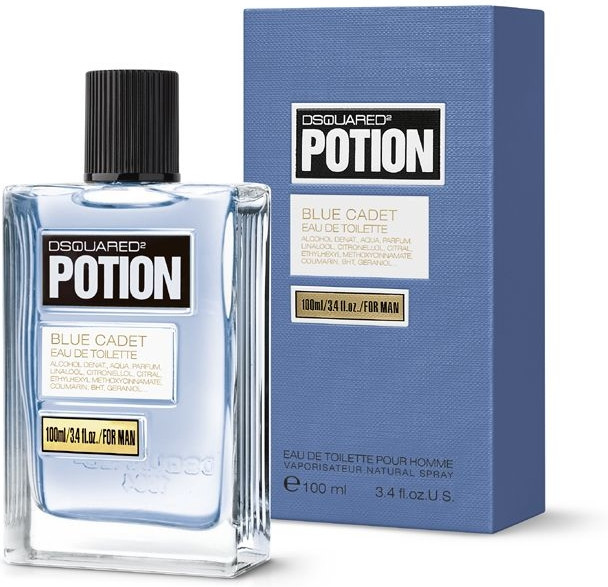 DSQUARED²
POTION
BLUE CADET
EAU DE TOILETTE
ALCOHOL DENAT., AQUA, PARFUM,
LINALOOL, CITRONELLOL, CITRAL,
ETHYLHEXYL METHOXYCINNAMATE,
COUMARIN, BHT, GERANIOL...
100ml/3.4 fl.oz./FOR MAN
DSQUARED²
POTION
BLUE CADET
EAU DE TOILETTE
ALCOHOL DENAT., AQUA, PARFUM,
LINALOOL, CITRONELLOL, CITRAL,
ETHYLHEXYL METHOXYCINNAMATE,
COUMARIN, BHT, GERANIOL...
100ml/3.4 fl.oz./FOR MAN
EAU DE TOILETTE POUR HOMME
VAPORISATEUR NATURAL SPRAY
℮ 100 ml 3.4 fl.oz.U.S.